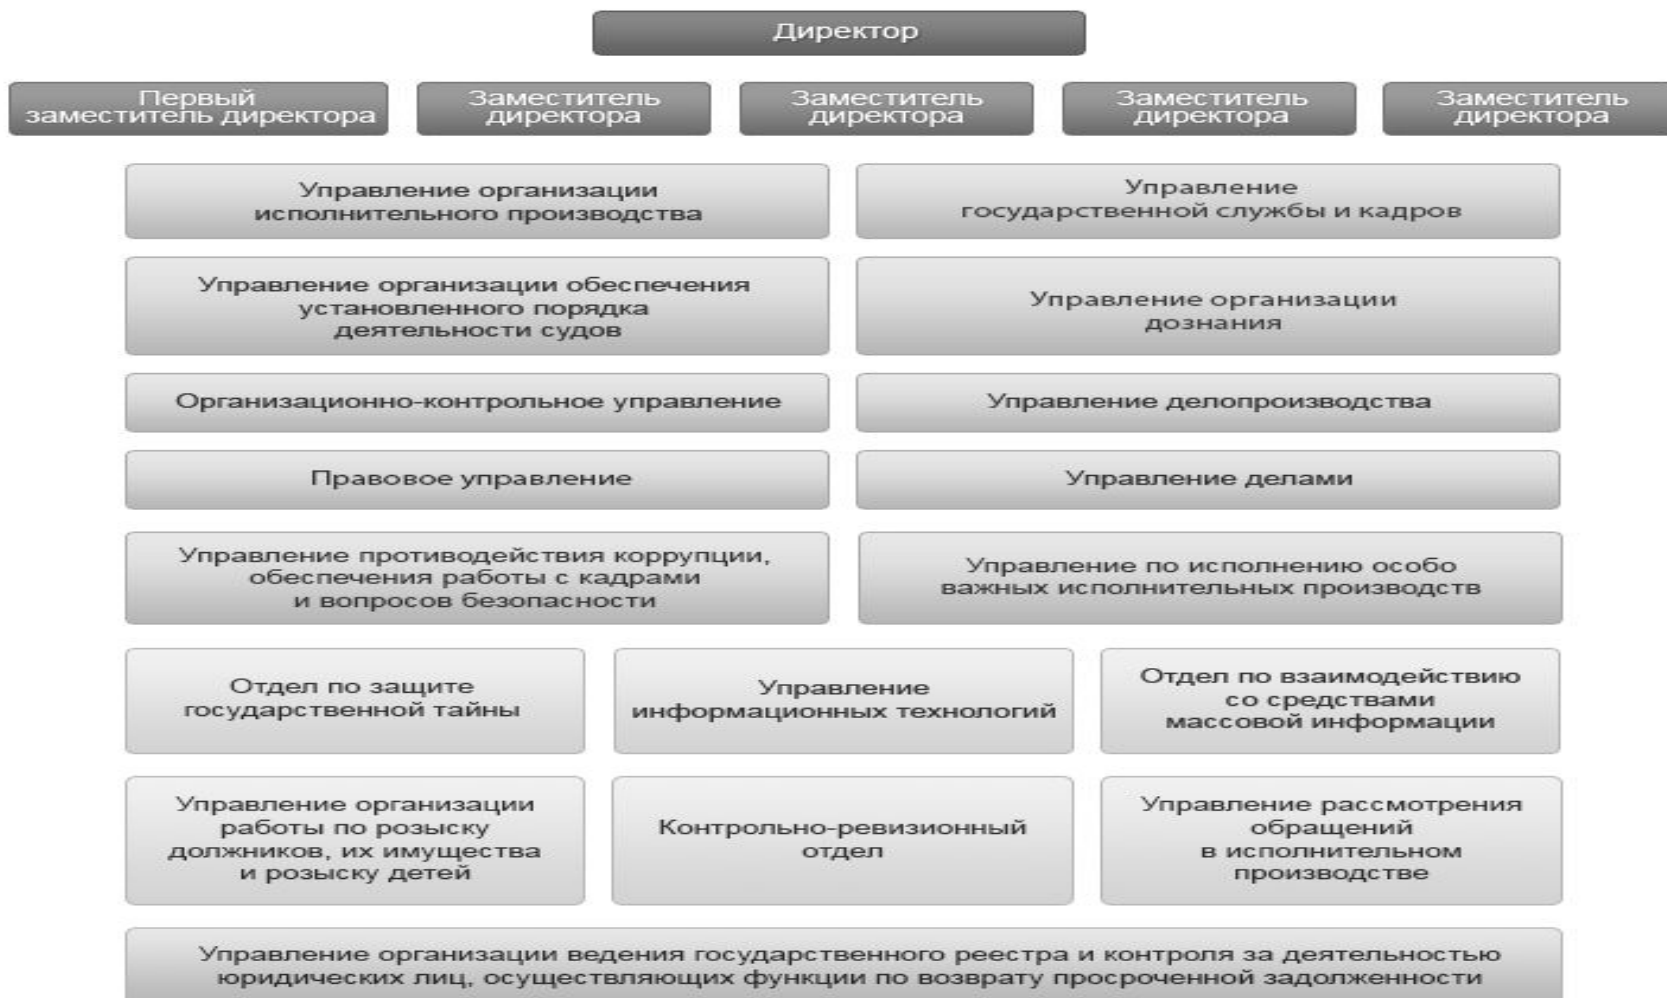 Директор
Первый
заместитель директора
Заместитель
директора
Заместитель
директора
Заместитель
директора
Заместитель
директора
Управление организации
исполнительного производства
Управление
государственной службы и кадров
Управление организации обеспечения
установленного порядка
деятельности судов
Управление организации
дознания
Организационно-контрольное управление
Управление делопроизводства
Правовое управление
Управление делами
Управление противодействия коррупции,
обеспечения работы с кадрами
и вопросов безопасности
Управление по исполнению особо
важных исполнительных производств
Отдел по защите
государственной тайны
Управление
информационных технологий
Отдел по взаимодействию
со средствами
массовой информации
Управление организации
работы по розыску
должников, их имущества
и розыску детей
Контрольно-ревизионный
отдел
Управление рассмотрения
обращений
в исполнительном
производстве
Управление организации ведения государственного реестра и контроля за деятельностью
юридических лиц, осуществляющих функции по возврату просроченной задолженности